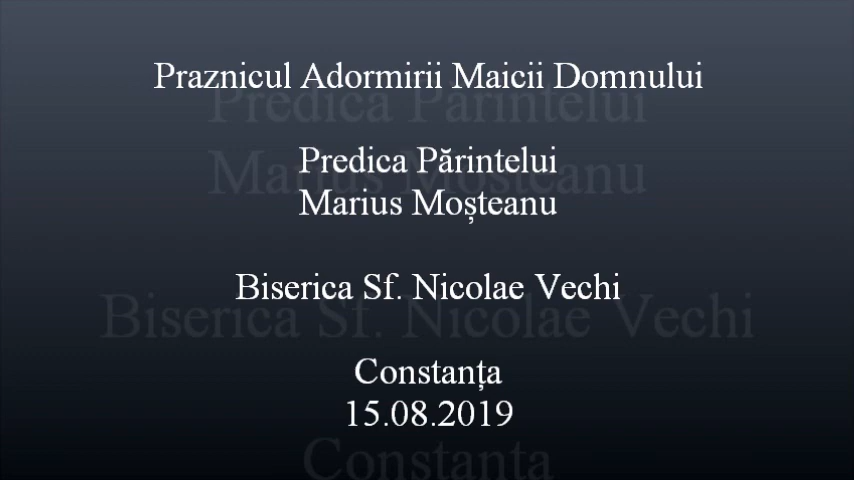 Praznicul Adormirii Maicii Domnului
Predica Părintelui
Marius Moșteanu
Biserica Sf. Nicolae Vechi
Constanța
15.08.2019